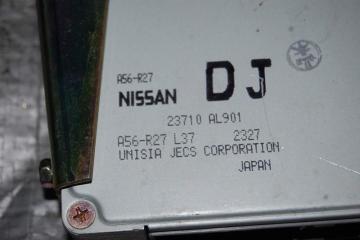 A56-R27
NISSAN DJ
23710 AL901
A56-R27 L37 2327
UNISIA JECS CORPORATION
JAPAN